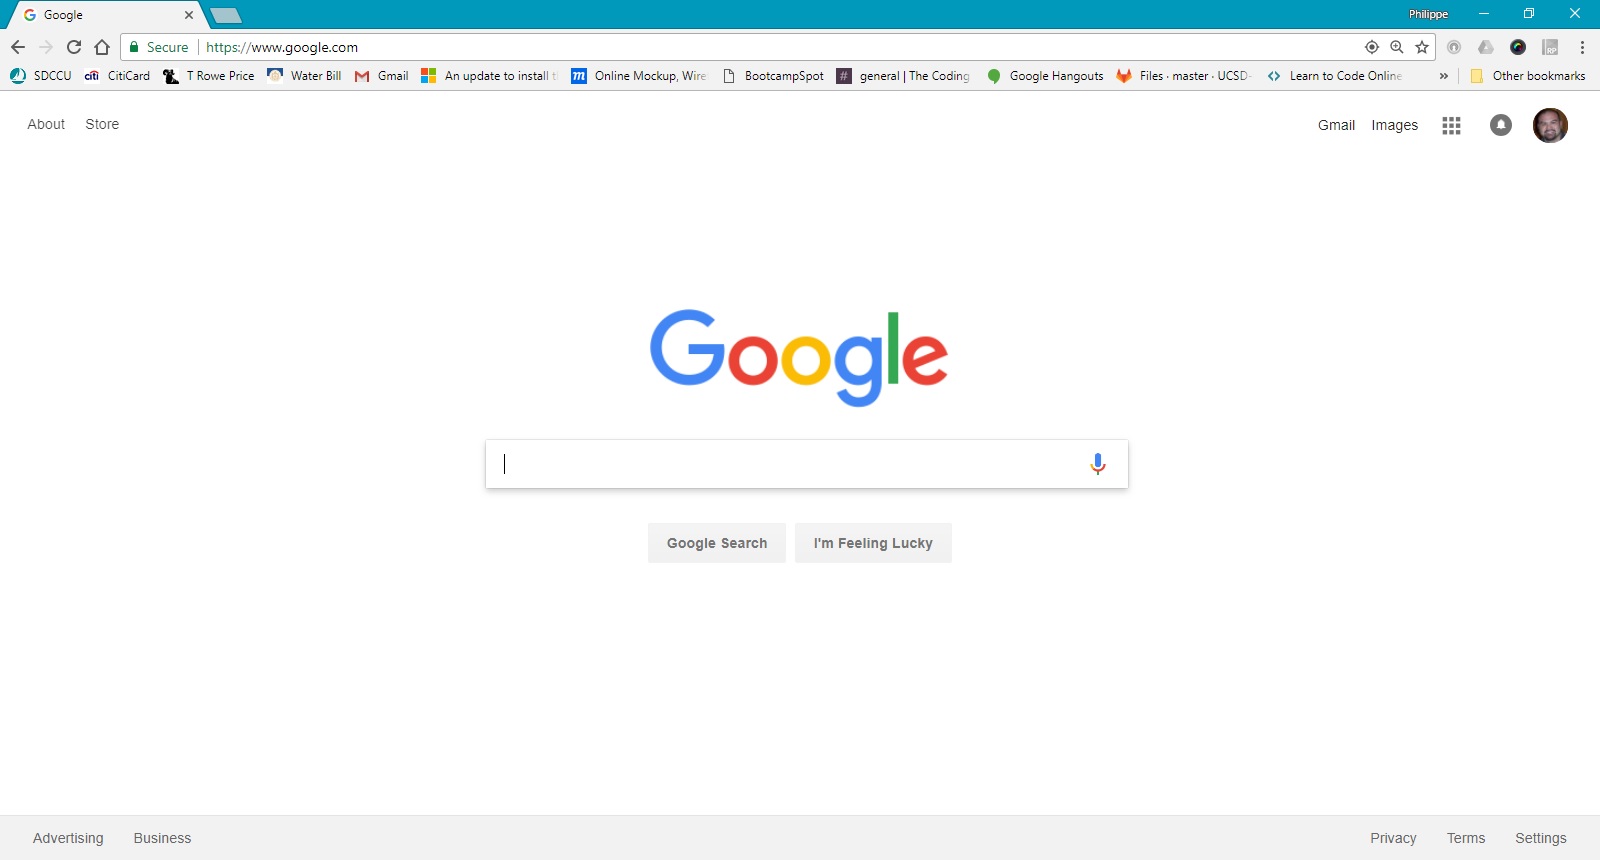 Google
Philippe
Secure https://www.google.com
SDCCU citi CitiCard T Rowe Price Water Bill Gmail An update to install t m Online Mockup, Wire BootcampSpot # general | The Coding Google Hangouts Files · master · UCSD- Learn to Code Online » Other bookmarks
About Store
Gmail Images
Google
Google Search I'm Feeling Lucky
Advertising Business
Privacy Terms Settings